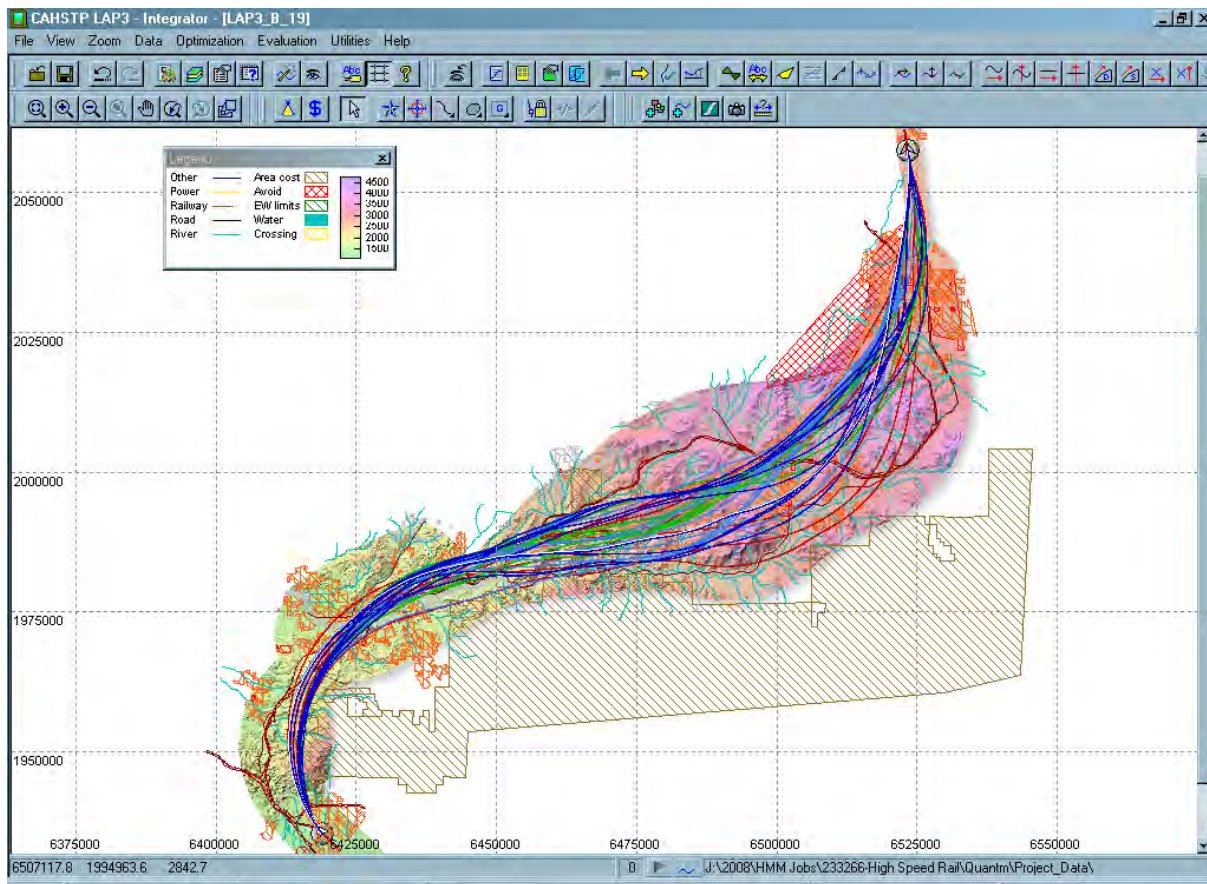 CAHSTP LAP3 - Integrator - [LAP3_B_19]
File View Zoom Data Optimization Evaluation Utilities Help
Abc
Abc
$
G
Legend
Other Area cost
Power Avoid
Railway EW limits
Road Water
River Crossing
4500
4000
3500
3000
2500
2000
1500
2050000
2025000
2000000
1975000
1950000
6375000 6400000 6425000 6450000 6475000 6500000 6525000 6550000
6507117.8 1994963.6 2842.7 0 J:\2008\HMM Jobs\233266-High Speed Rail\Quantm\Project_Data\